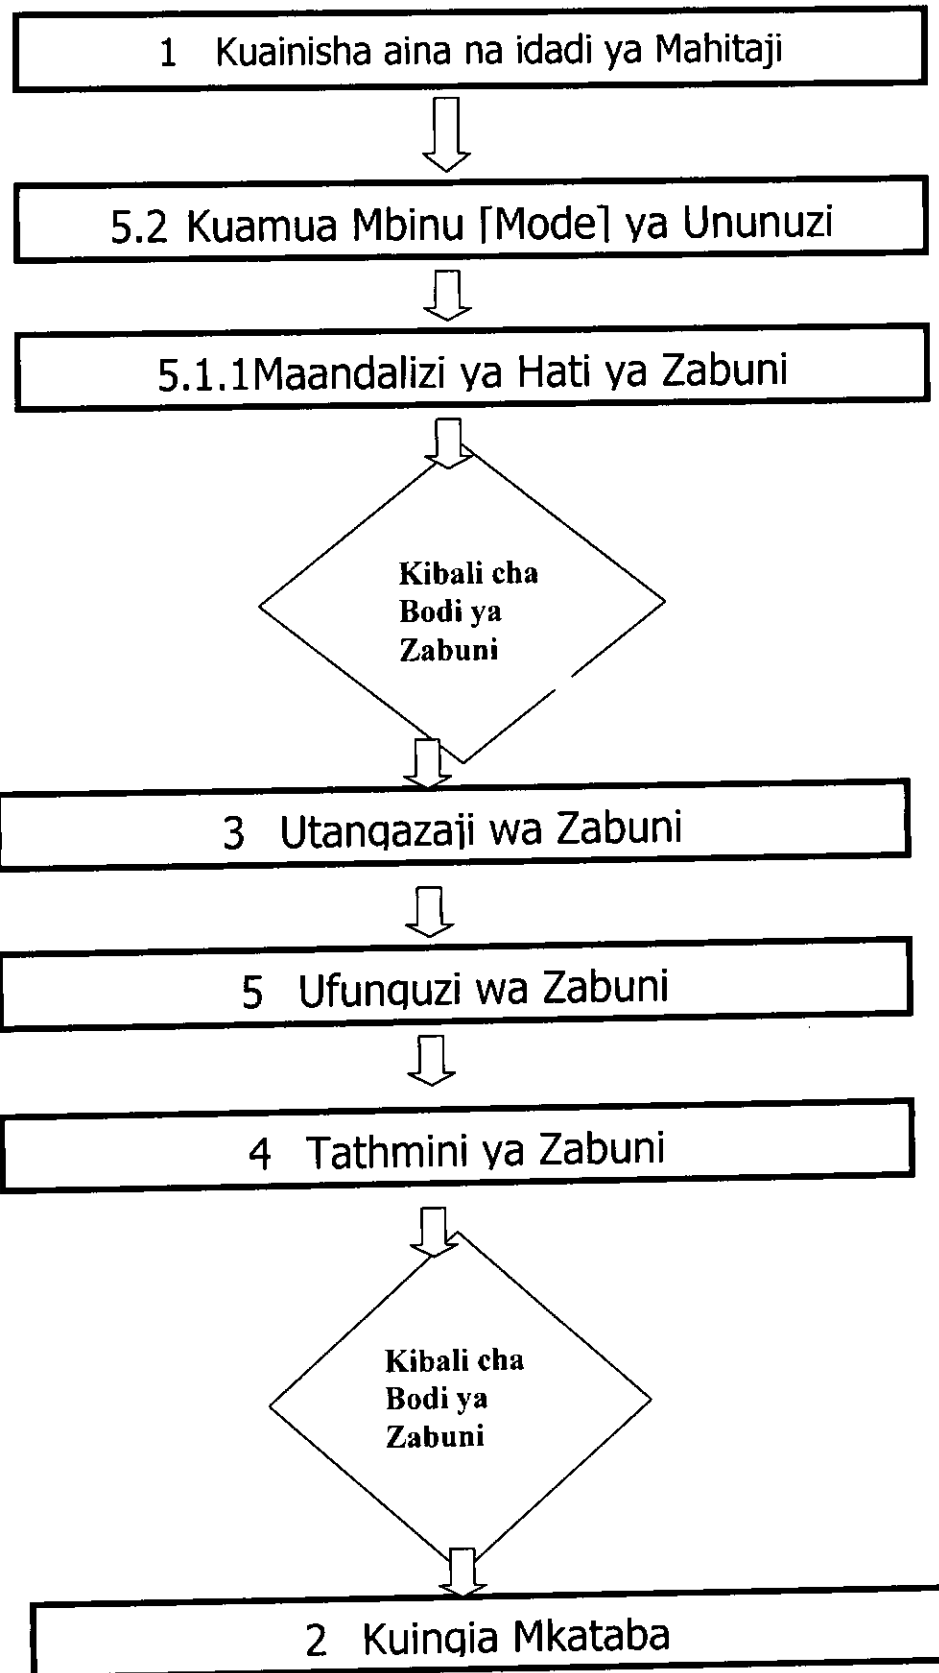 1 Kuainisha aina na idadi ya Mahitaji
5.2 Kuamua Mbinu [Mode] ya Ununuzi
5.1.1Maandalizi ya Hati ya Zabuni
Kibali cha
Bodi ya
Zabuni
3 Utangazaji wa Zabuni
5 Ufunguzi wa Zabuni
4 Tathmini ya Zabuni
Kibali cha
Bodi ya
Zabuni
2 Kuingia Mkataba